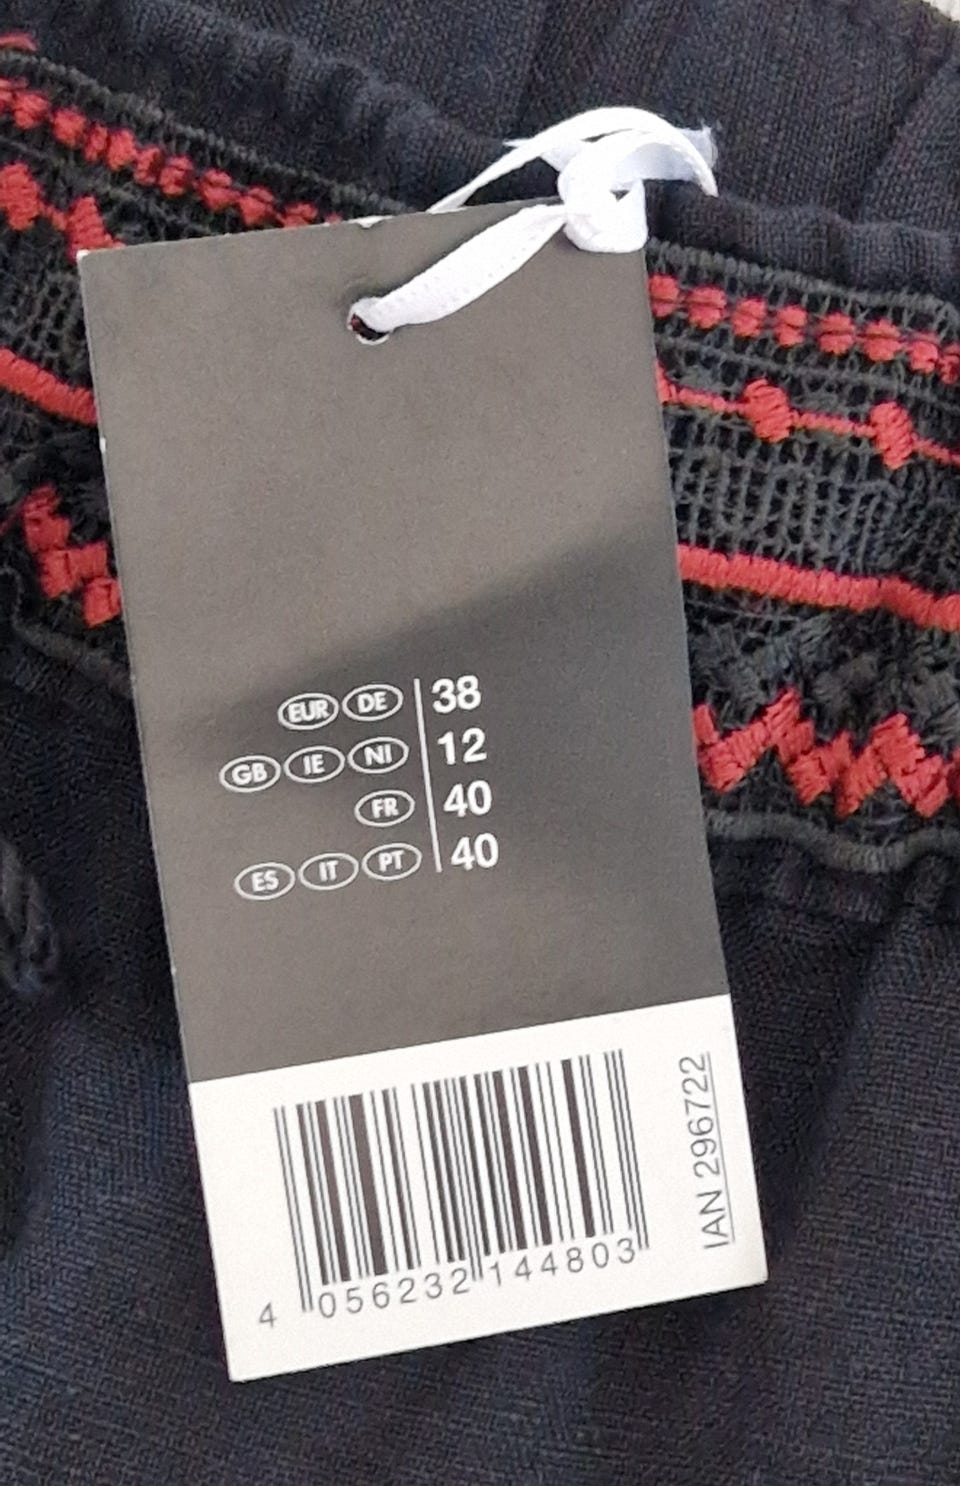 EUR DE 38
GB IE NI 12
FR 40
ES IT PT 40
4 056232 144803
IAN 296722